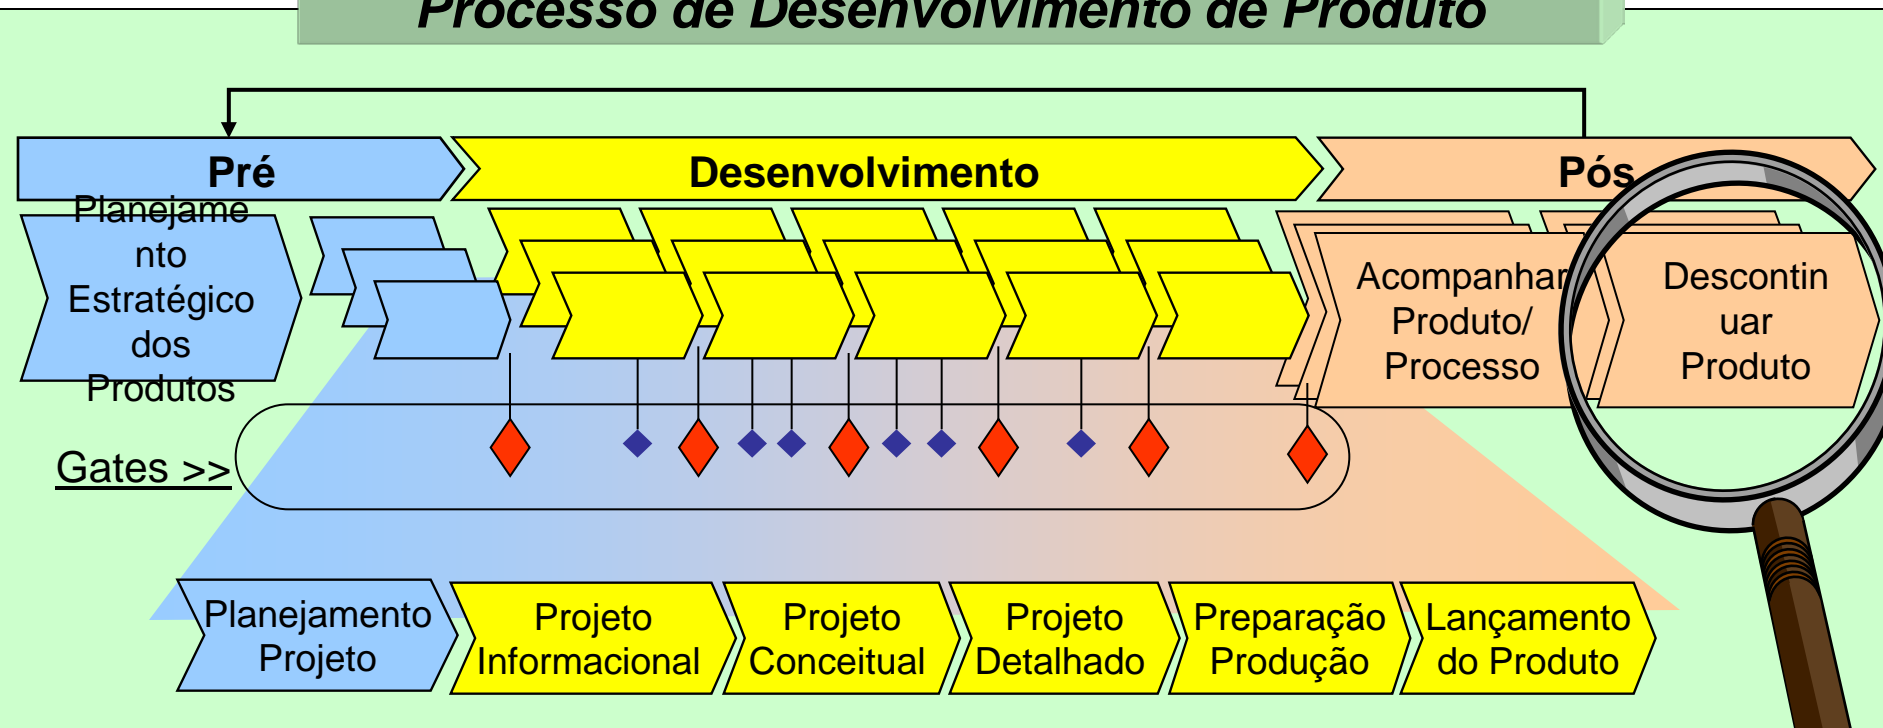 Processo de Desenvolvimento de Produto
Pré
Desenvolvimento
Pós
Planejame
nto
Estratégico
dos
Produtos
Acompanhar
Produto/
Processo
Descontin
uar
Produto
Gates >>
Planejamento
Projeto
Projeto
Informacional
Projeto
Conceitual
Projeto
Detalhado
Preparação
Produção
Lançamento
do Produto